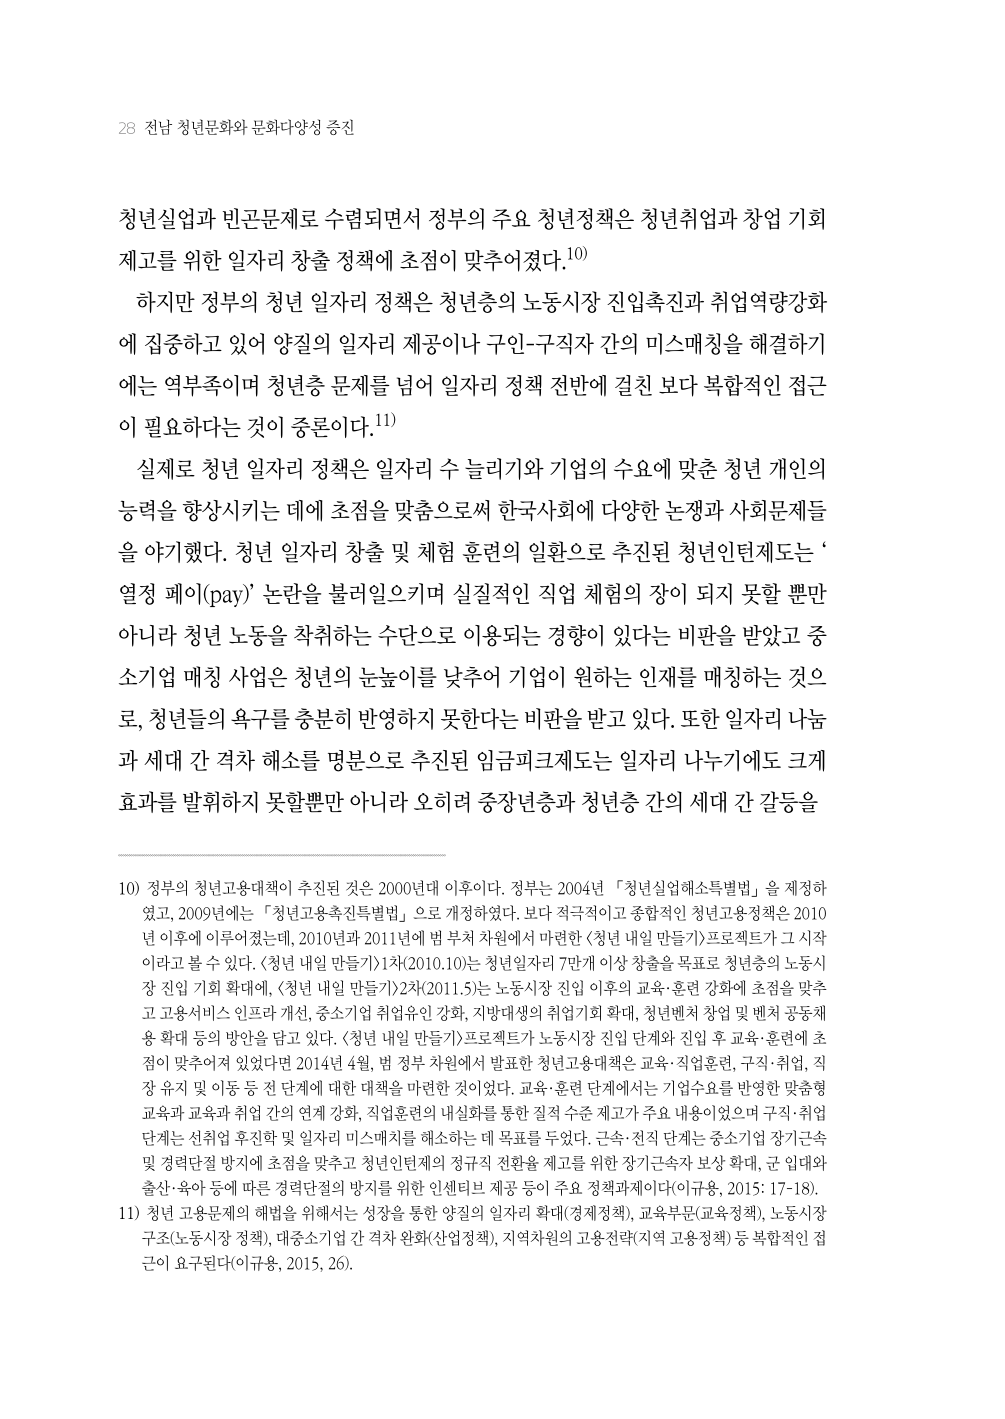 28 전남 청년문화와 문화다양성 증진
청년실업과 빈곤문제로 수렴되면서 정부의 주요 청년정책은 청년취업과 창업 기회
제고를 위한 일자리 창출 정책에 초점이 맞추어졌다.10)
하지만 정부의 청년 일자리 정책은 청년층의 노동시장 진입촉진과 취업역량강화
에 집중하고 있어 양질의 일자리 제공이나 구인-구직자 간의 미스매칭을 해결하기
에는 역부족이며 청년층 문제를 넘어 일자리 정책 전반에 걸친 보다 복합적인 접근
이 필요하다는 것이 중론이다.11)
실제로 청년 일자리 정책은 일자리 수 늘리기와 기업의 수요에 맞춘 청년 개인의
능력을 향상시키는 데에 초점을 맞춤으로써 한국사회에 다양한 논쟁과 사회문제들
을 야기했다. 청년 일자리 창출 및 체험 훈련의 일환으로 추진된 청년인턴제도는 ‘
열정 페이(pay)’ 논란을 불러일으키며 실질적인 직업 체험의 장이 되지 못할 뿐만
아니라 청년 노동을 착취하는 수단으로 이용되는 경향이 있다는 비판을 받았고 중
소기업 매칭 사업은 청년의 눈높이를 낮추어 기업이 원하는 인재를 매칭하는 것으
로, 청년들의 욕구를 충분히 반영하지 못한다는 비판을 받고 있다. 또한 일자리 나눔
과 세대 간 격차 해소를 명분으로 추진된 임금피크제도는 일자리 나누기에도 크게
효과를 발휘하지 못할뿐만 아니라 오히려 중장년층과 청년층 간의 세대 간 갈등을
10) 정부의 청년고용대책이 추진된 것은 2000년대 이후이다. 정부는 2004년 「청년실업해소특별법」을 제정하
였고, 2009년에는 「청년고용촉진특별법」으로 개정하였다. 보다 적극적이고 종합적인 청년고용정책은 2010
년 이후에 이루어졌는데, 2010년과 2011년에 범 부처 차원에서 마련한 〈청년 내일 만들기〉프로젝트가 그 시작
이라고 볼 수 있다. 〈청년 내일 만들기〉1차(2010.10)는 청년일자리 7만개 이상 창출을 목표로 청년층의 노동시
장 진입 기회 확대에, 〈청년 내일 만들기〉2차(2011.5)는 노동시장 진입 이후의 교육·훈련 강화에 초점을 맞추
고 고용서비스 인프라 개선, 중소기업 취업유인 강화, 지방대생의 취업기회 확대, 청년벤처 창업 및 벤처 공동채
용 확대 등의 방안을 담고 있다. 〈청년 내일 만들기〉프로젝트가 노동시장 진입 단계와 진입 후 교육·훈련에 초
점이 맞추어져 있었다면 2014년 4월, 범 정부 차원에서 발표한 청년고용대책은 교육·직업훈련, 구직·취업, 직
장 유지 및 이동 등 전 단계에 대한 대책을 마련한 것이었다. 교육·훈련 단계에서는 기업수요를 반영한 맞춤형
교육과 교육과 취업 간의 연계 강화, 직업훈련의 내실화를 통한 질적 수준 제고가 주요 내용이었으며 구직·취업
단계는 선취업 후진학 및 일자리 미스매치를 해소하는 데 목표를 두었다. 근속·전직 단계는 중소기업 장기근속
및 경력단절 방지에 초점을 맞추고 청년인턴제의 정규직 전환율 제고를 위한 장기근속자 보상 확대, 군 입대와
출산·육아 등에 따른 경력단절의 방지를 위한 인센티브 제공 등이 주요 정책과제이다(이규용, 2015: 17-18).
11) 청년 고용문제의 해법을 위해서는 성장을 통한 양질의 일자리 확대(경제정책), 교육부문(교육정책), 노동시장
구조(노동시장 정책), 대중소기업 간 격차 완화(산업정책), 지역차원의 고용전략(지역 고용정책) 등 복합적인 접
근이 요구된다(이규용, 2015, 26).